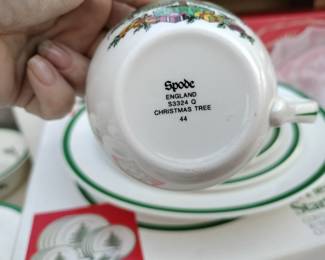 Spode
ENGLAND
S3324 Q
CHRISTMAS TREE
44